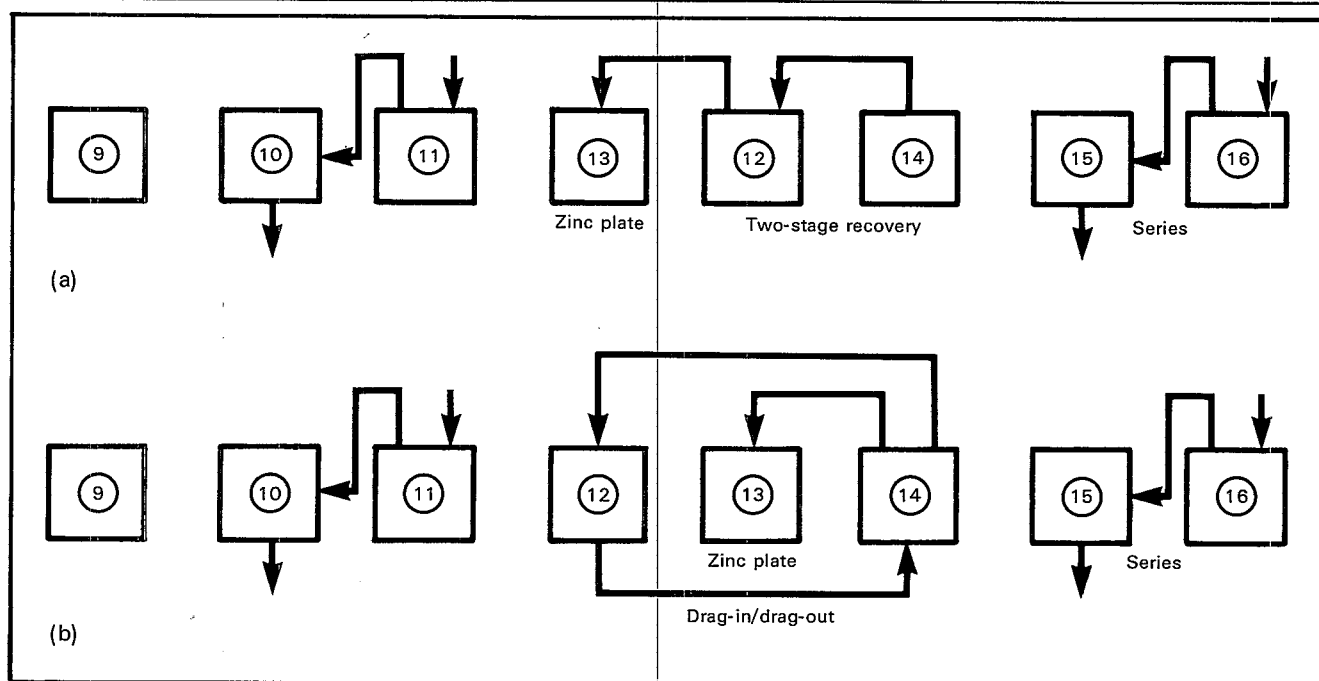 9 10 11 13 12 14 15 16
Zinc plate Two-stage recovery Series
(a)
9 10 11 12 13 14 15 16
Zinc plate Series
Drag-in/drag-out
(b)